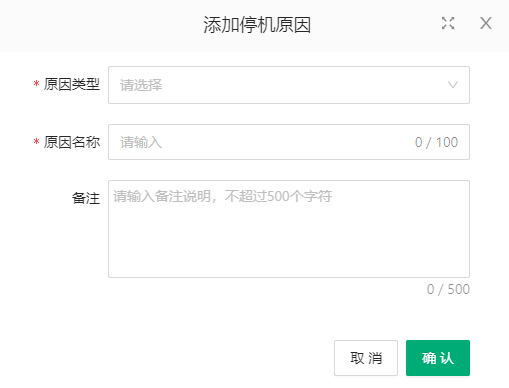 添加停机原因
* 原因类型 请选择
* 原因名称 请输入 0 / 100
备注 请输入备注说明，不超过500个字符
0 / 500
取 消 确 认